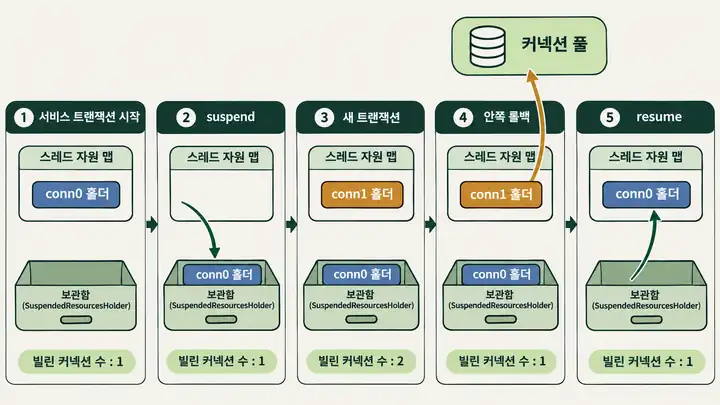 커넥션 풀
1 서비스 트랜잭션 시작
스레드 자원 맵
conn0 홀더
보관함
(SuspendedResourcesHolder)
빌린 커넥션 수 : 1
2 suspend
스레드 자원 맵
conn0 홀더
보관함
(SuspendedResourcesHolder)
빌린 커넥션 수 : 1
3 새 트랜잭션
스레드 자원 맵
conn1 홀더
conn0 홀더
보관함
(SuspendedResourcesHolder)
빌린 커넥션 수 : 2
4 안쪽 롤백
스레드 자원 맵
conn1 홀더
conn0 홀더
보관함
(SuspendedResourcesHolder)
빌린 커넥션 수 : 1
5 resume
스레드 자원 맵
conn0 홀더
보관함
(SuspendedResourcesHolder)
빌린 커넥션 수 : 1